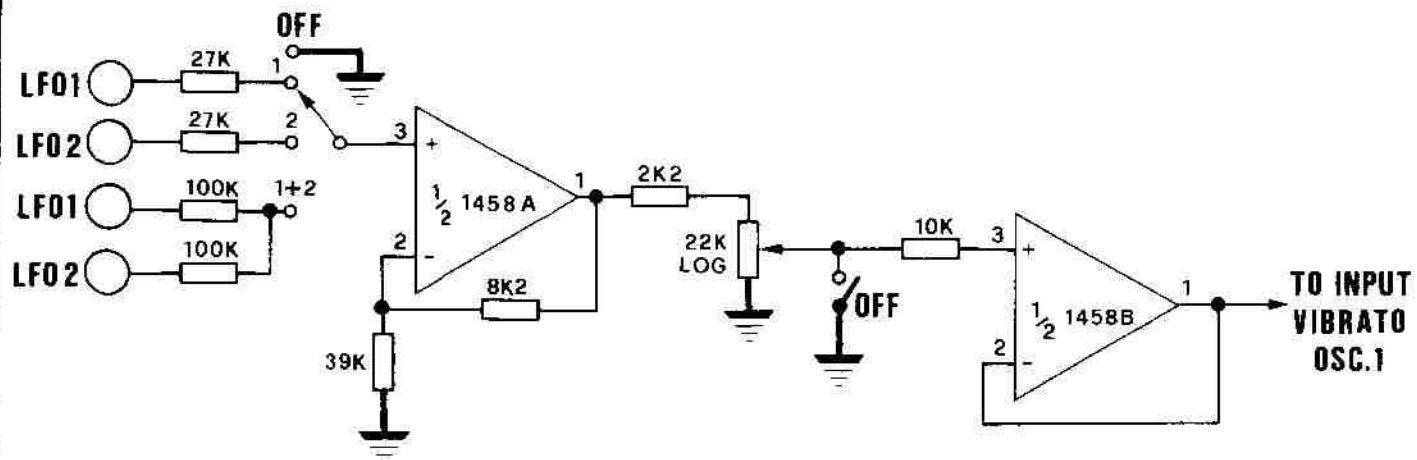 OFF
LFO1
27K
1
LFO2
27K
2
LFO1
100K
1+2
LFO2
100K
3
+
1/2 1458A
1
2
-
8K2
39K
2K2
22K
LOG
OFF
10K
3
+
1/2 1458B
1
2
-
TO INPUT
VIBRATO
OSC.1